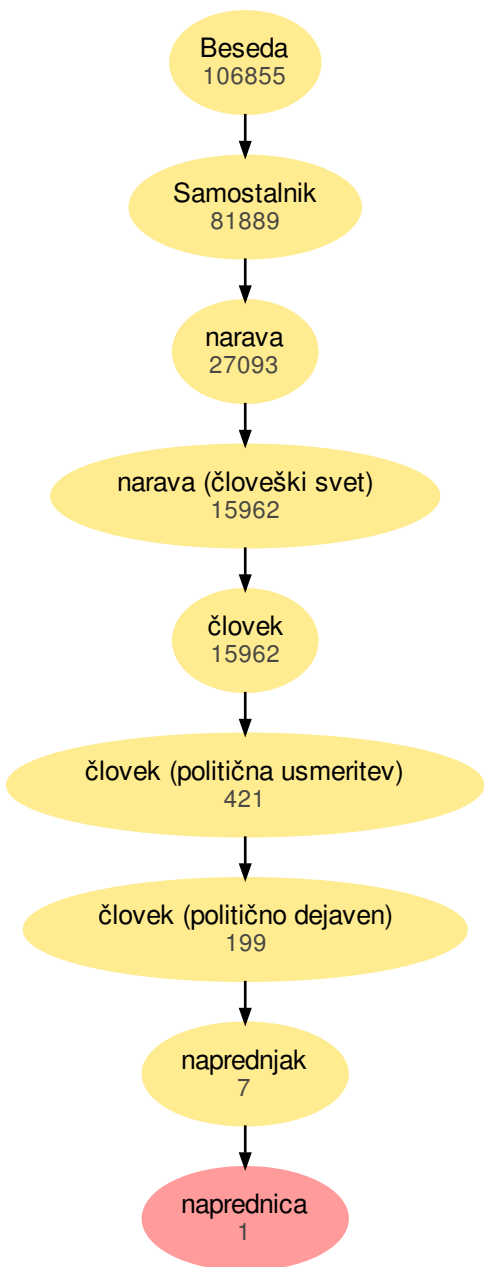 Beseda
106855
Samostalnik
81889
narava
27093
narava (človeški svet)
15962
človek
15962
človek (politična usmeritev)
421
človek (politično dejaven)
199
naprednjak
7
naprednica
1